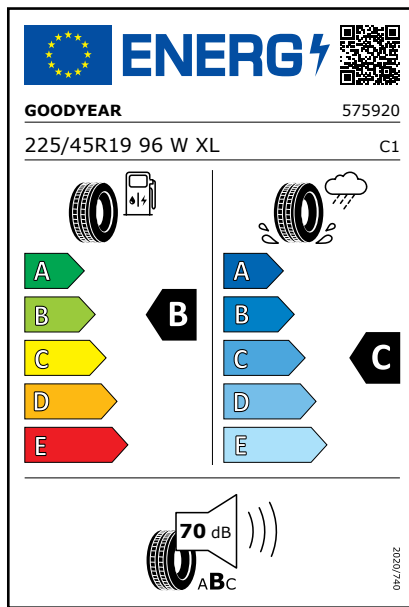 ENERG
GOODYEAR 575920
225/45R19 96 W XL C1
A A
B B B
C C C
D D
E E
70 dB
ABC
2020/740